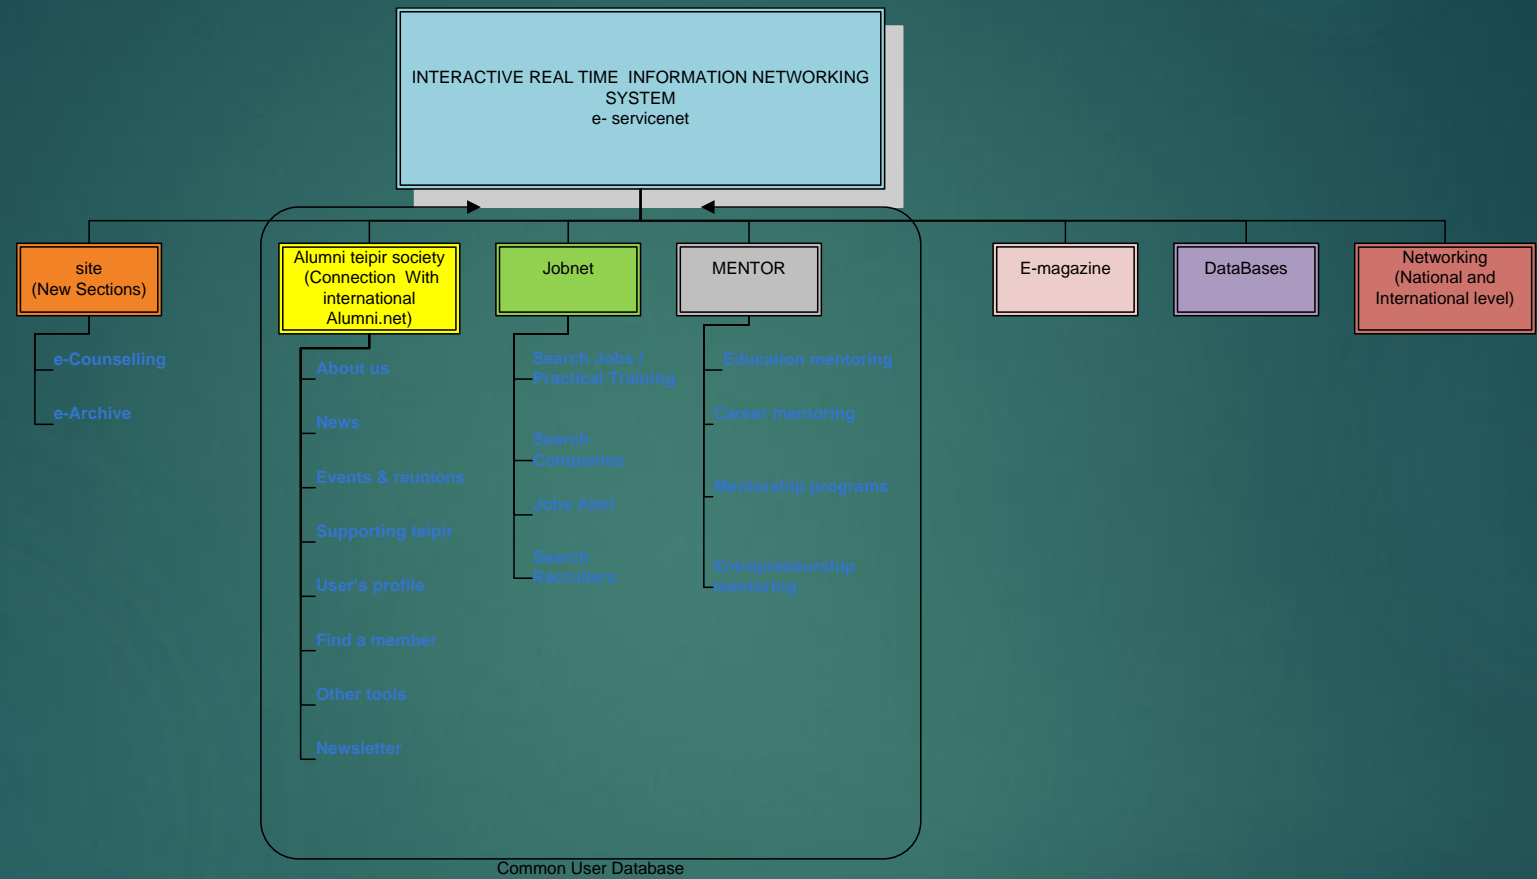 INTERACTIVE REAL TIME INFORMATION NETWORKING
SYSTEM
e- servicenet
site
(New Sections)
e-Counselling
e-Archive
Alumni teipir society
(Connection With
international
Alumni.net)
About us
News
Events & reunions
Supporting teipir
User's profile
Find a member
Other tools
Newsletter
Jobnet
Search Jobs /
Practical Training
Search
Companies
Jobs Alert
Search
Recruiters
MENTOR
Education mentoring
Career mentoring
Mentorship programs
Entrepreneurship
mentoring
E-magazine
DataBases
Networking
(National and
International level)
Common User Database